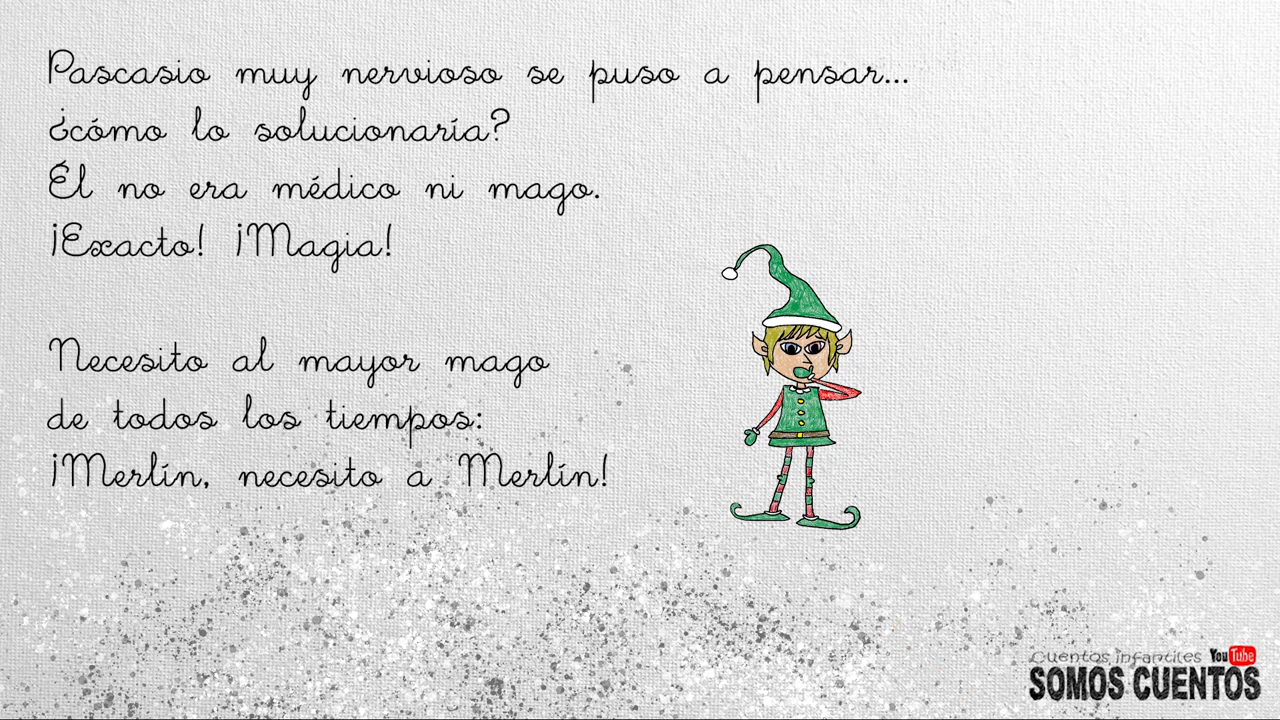 Pascasio muy nervioso se puso a pensar...
¿cómo lo solucionaría?
Él no era médico ni mago.
¡Exacto! ¡Magia!
Necesito al mayor mago
de todos los tiempos:
¡Merlín, necesito a Merlín!
Cuentos infantiles YouTube
SOMOS CUENTOS